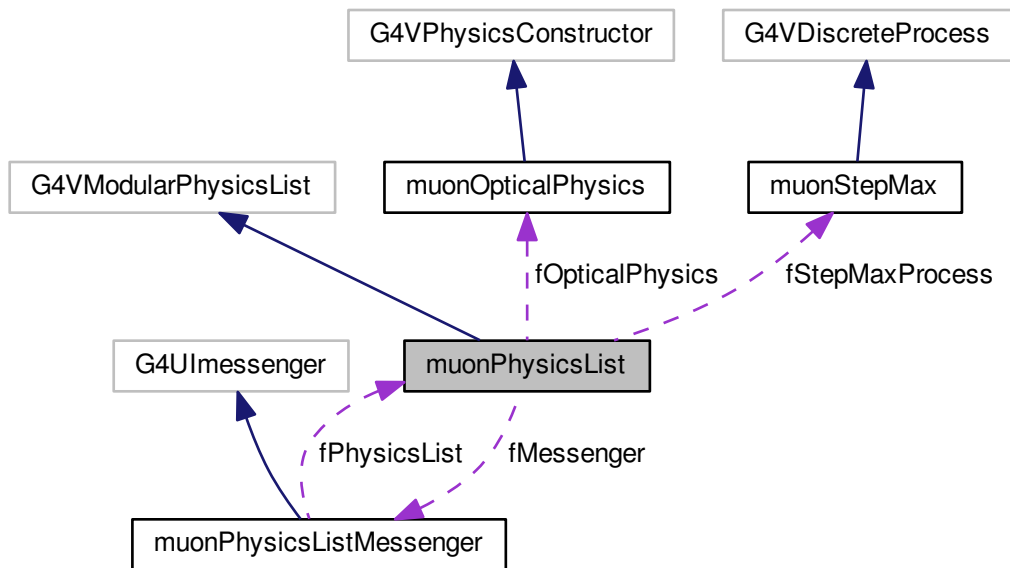 G4VPhysicsConstructor
G4VDiscreteProcess
G4VModularPhysicsList
muonOpticalPhysics
muonStepMax
fOpticalPhysics
fStepMaxProcess
G4UImessenger
muonPhysicsList
fPhysicsList
fMessenger
muonPhysicsListMessenger